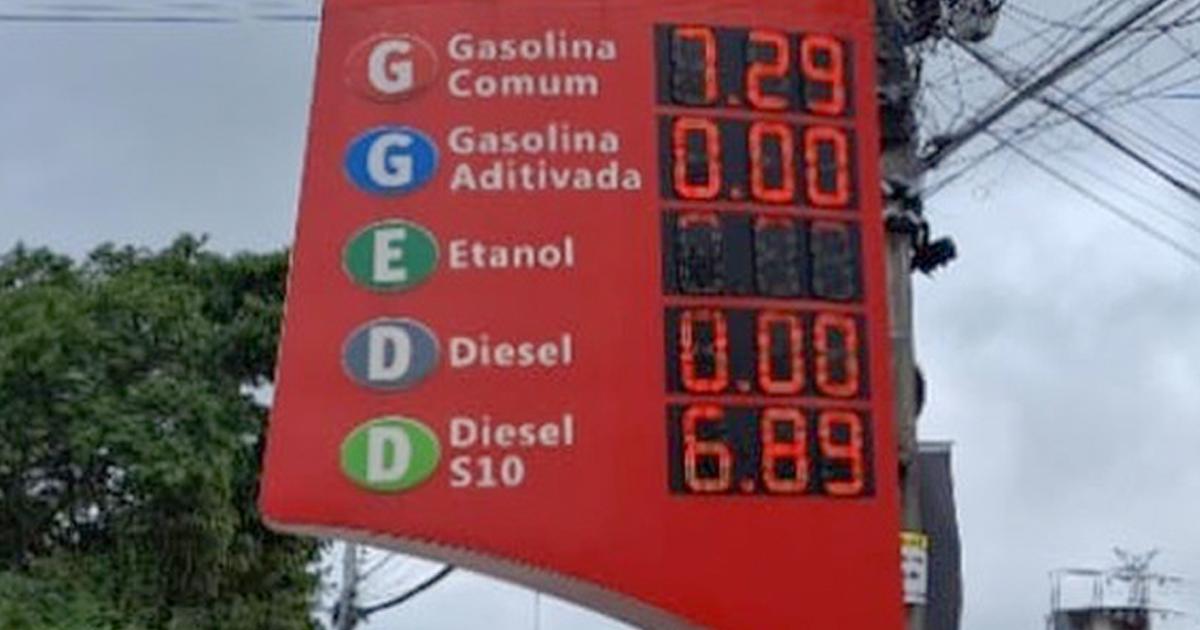 G Gasolina Comum 7.29
G Gasolina Aditivada 0.00
E Etanol
D Diesel 0.00
D Diesel S10 6.89